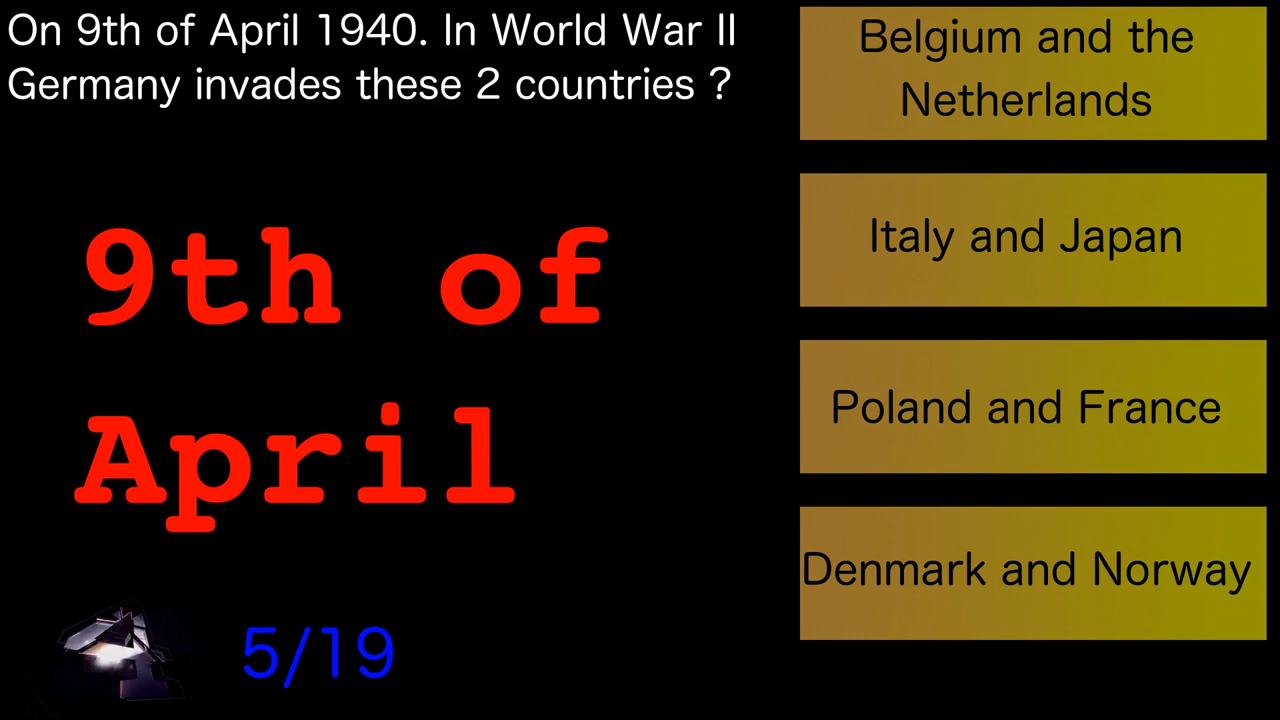 On 9th of April 1940. In World War II
Germany invades these 2 countries ?
9th of
April
5/19
Belgium and the
Netherlands
Italy and Japan
Poland and France
Denmark and Norway